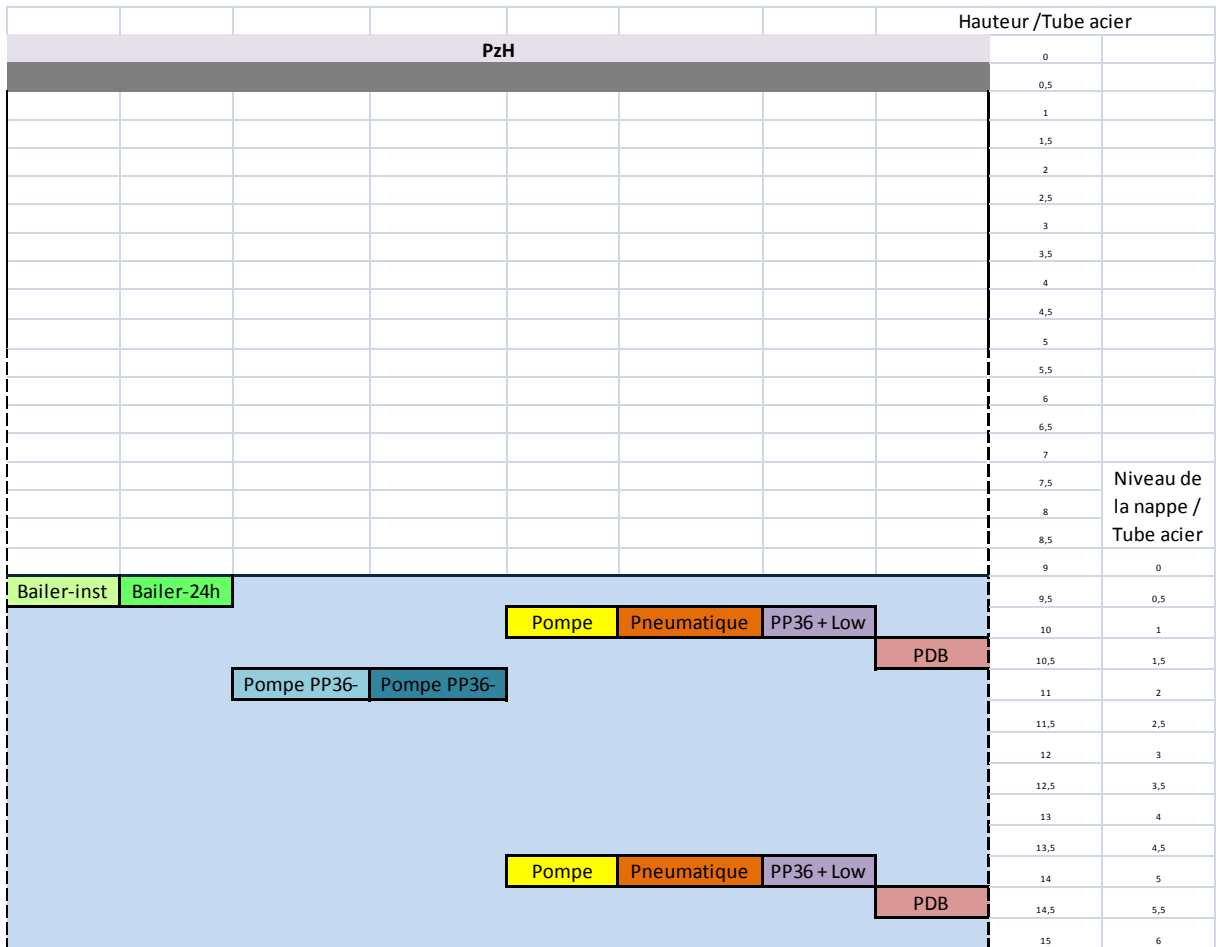 Hauteur /Tube acier
PzH
0
0,5
1
1,5
2
2,5
3
3,5
4
4,5
5
5,5
6
6,5
7
7,5
8
8,5
Niveau de
la nappe /
Tube acier
9 0
Bailer-inst Bailer-24h 9,5 0,5
Pompe Pneumatique PP36 + Low 10 1
PDB 10,5 1,5
Pompe PP36- Pompe PP36- 11 2
11,5 2,5
12 3
12,5 3,5
13 4
13,5 4,5
Pompe Pneumatique PP36 + Low 14 5
PDB 14,5 5,5
15 6